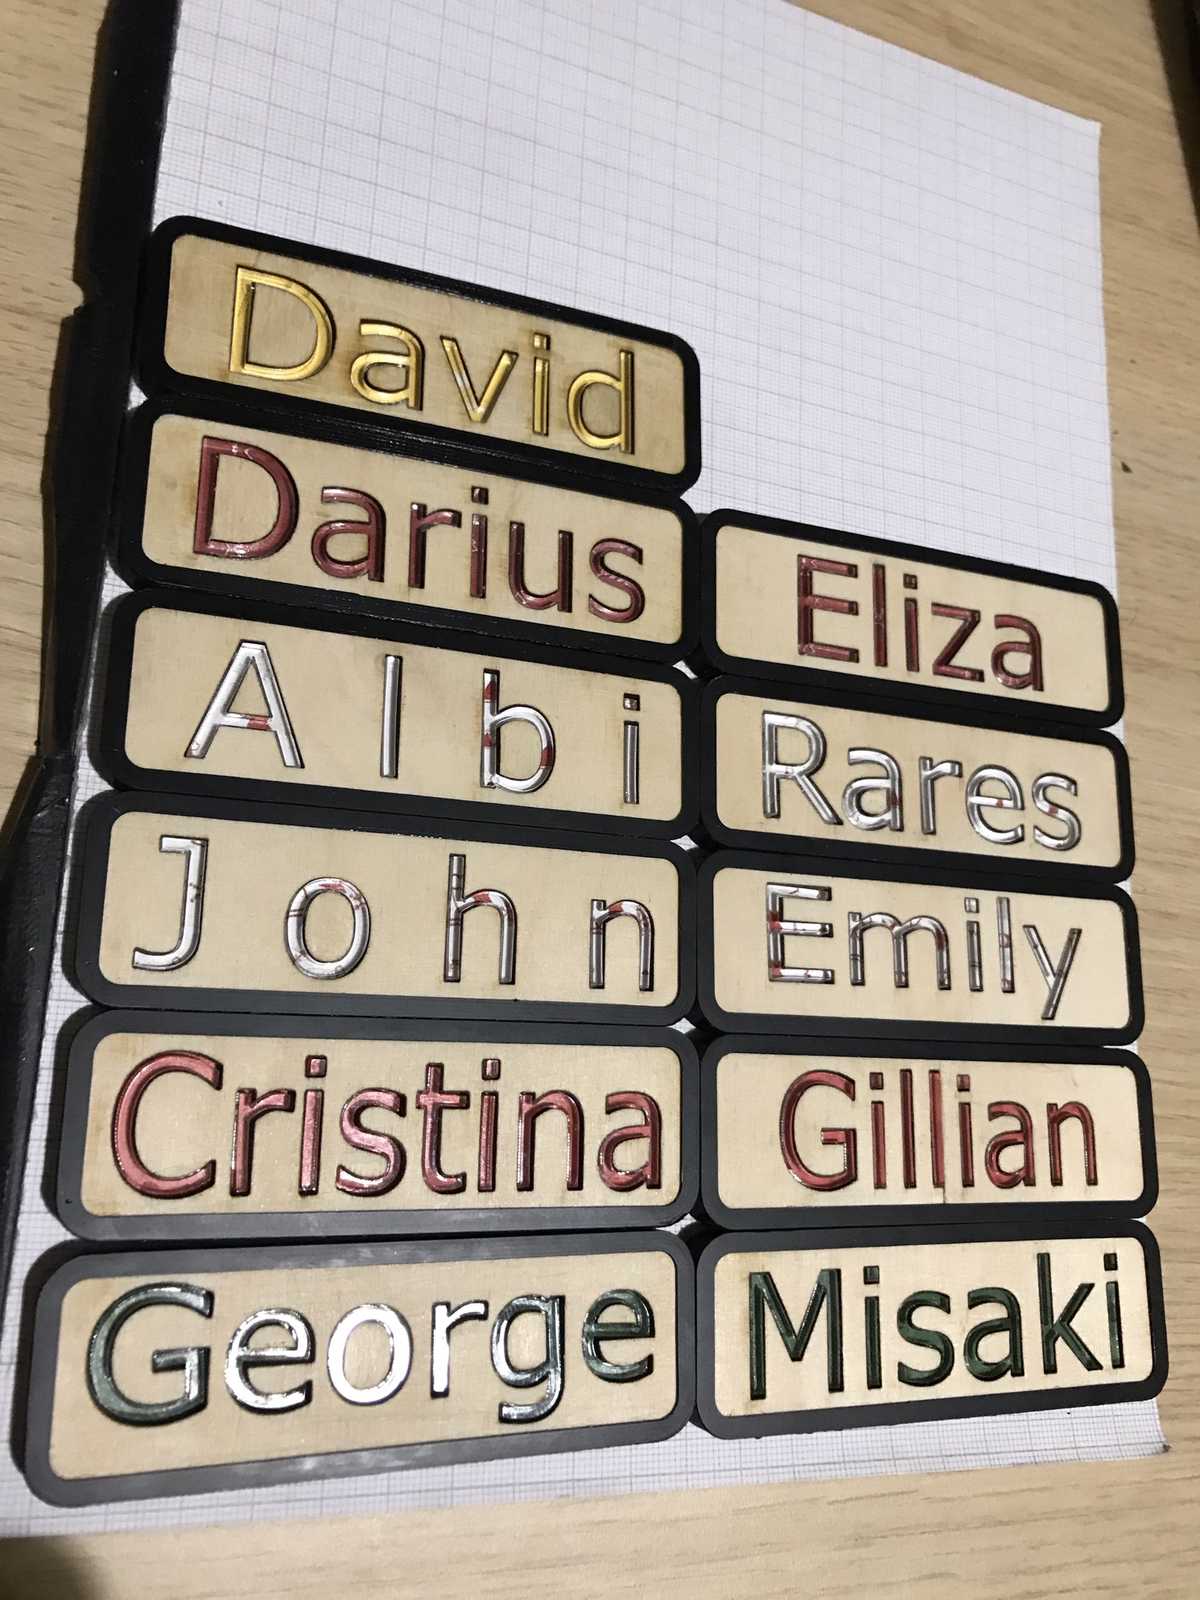 David
Darius
Albi
John
Cristina
George
Eliza
Rares
Emily
Gillian
Misaki